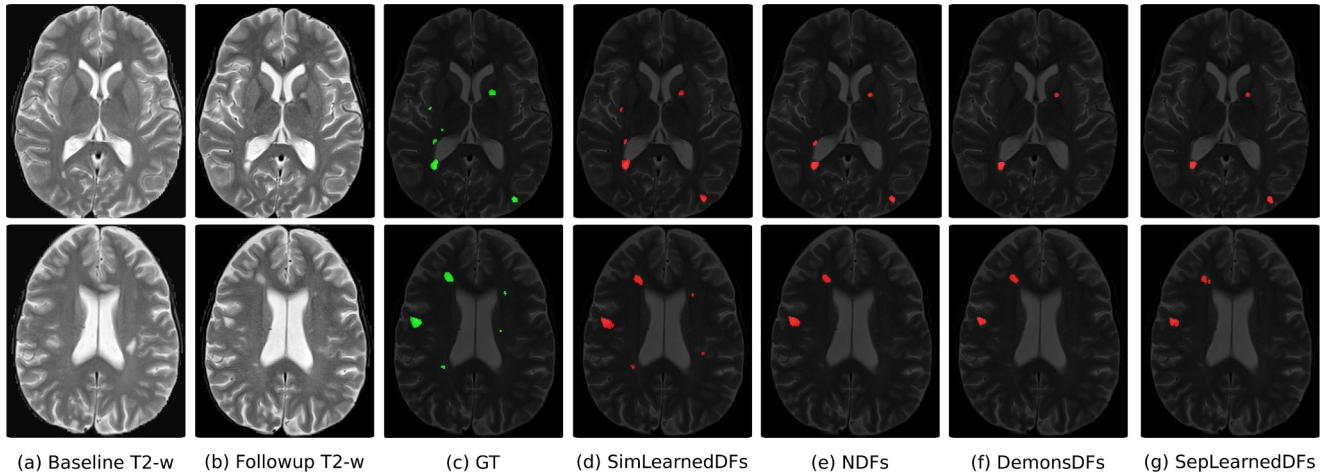 (a) Baseline T2-w
(b) Followup T2-w
(c) GT
(d) SimLearnedDFs
(e) NDFs
(f) DemonsDFs
(g) SepLearnedDFs